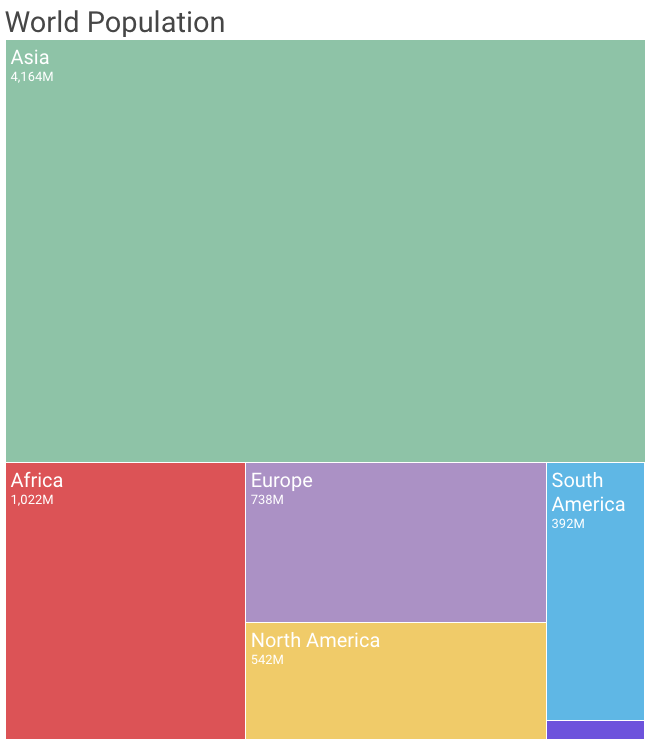 World Population
Asia
4,164M
Africa
1,022M
Europe
738M
South
America
392M
North America
542M